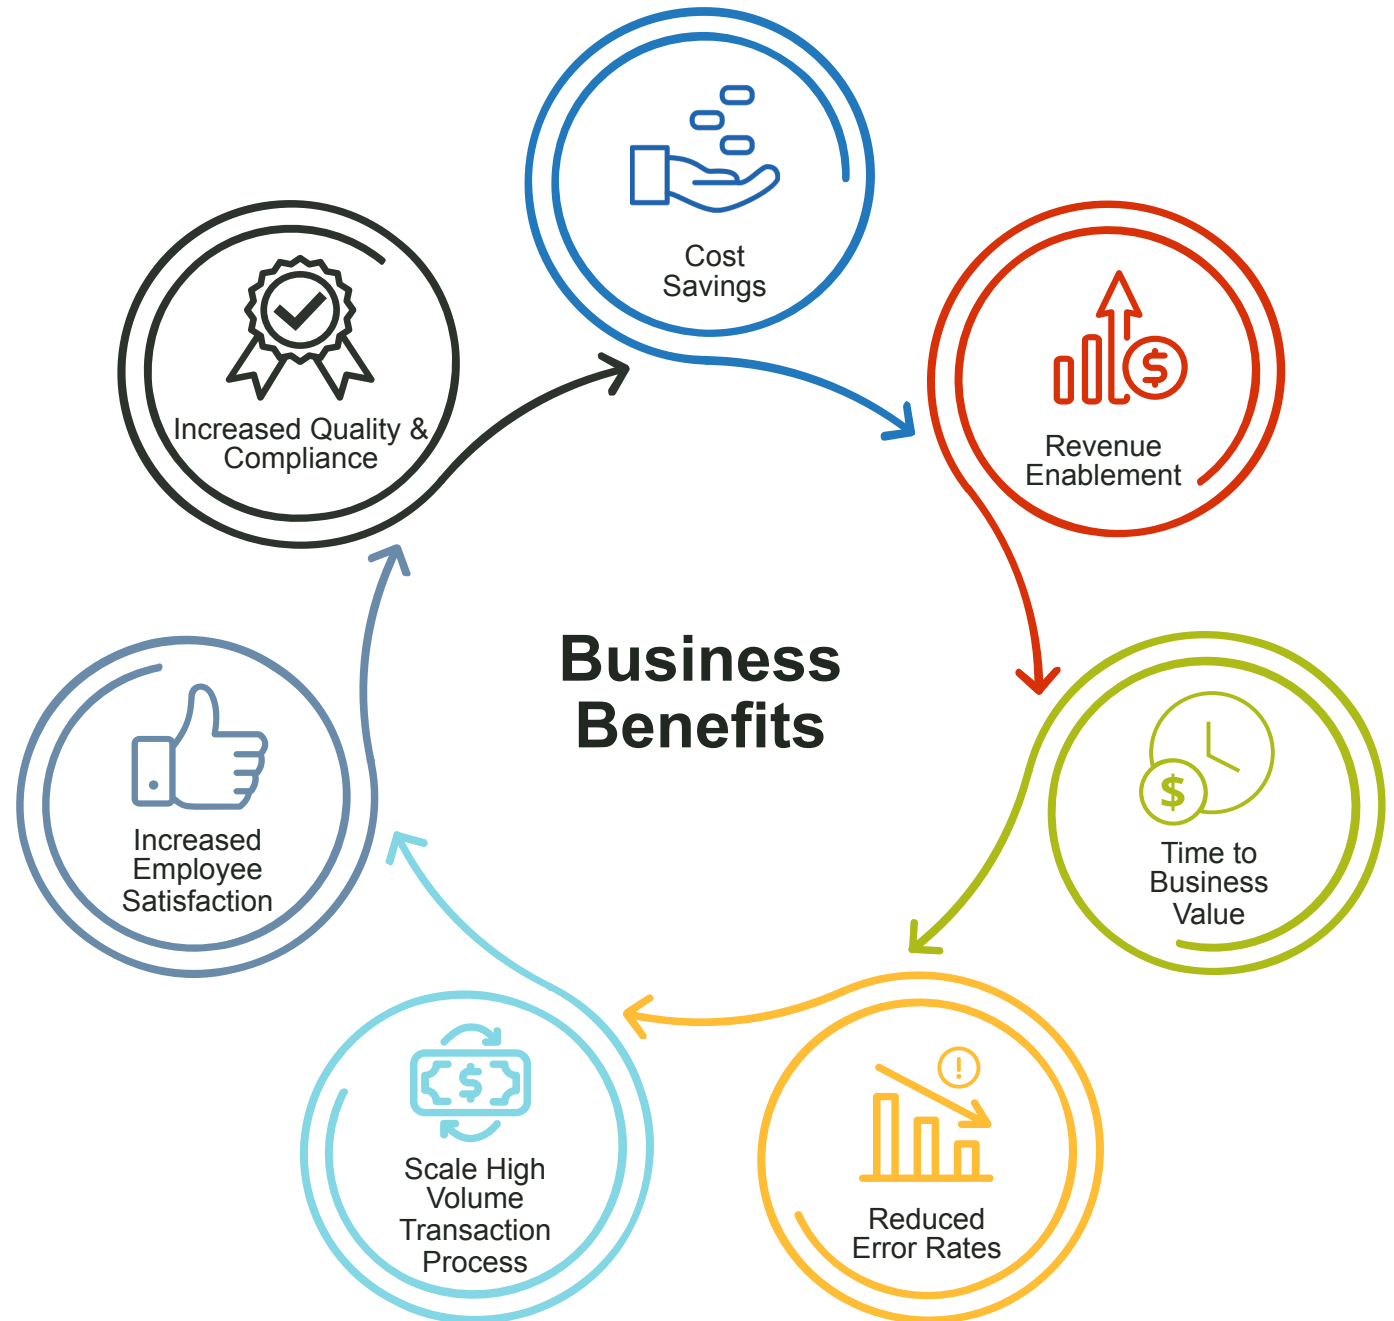 Cost
Savings
Revenue
Enablement
$
Time to
Business
Value
$
Reduced
Error Rates
!
Scale High
Volume
Transaction
Process
$
Increased
Employee
Satisfaction
Increased Quality &
Compliance
Business
Benefits